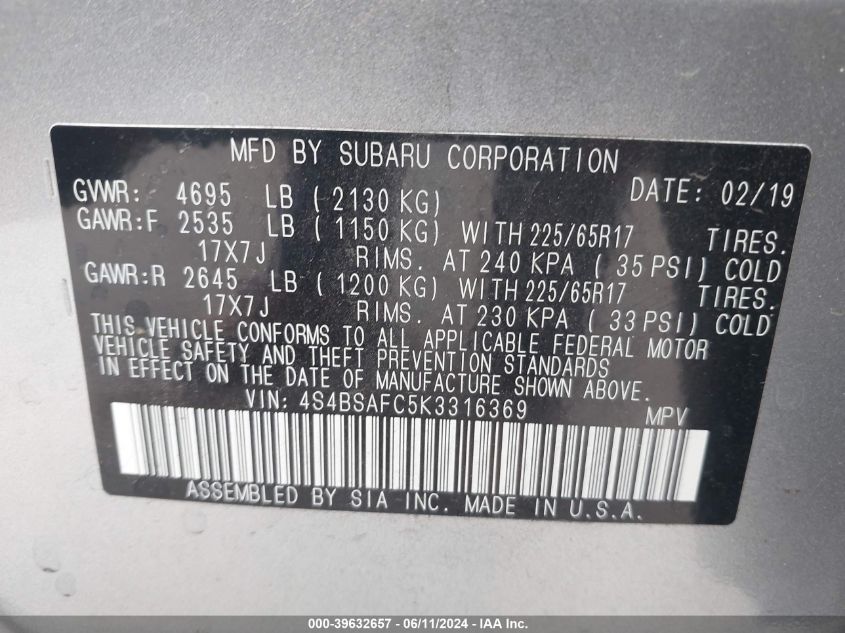 MFD BY SUBARU CORPORATION
GVWR: 4695 LB ( 2130 KG) DATE: 02/19
GAWR:F 2535 LB ( 1150 KG) WITH 225/65R17 TIRES.
17X7J RIMS. AT 240 KPA ( 35 PSI) COLD
GAWR:R 2645 LB ( 1200 KG) WITH 225/65R17 TIRES.
17X7J RIMS. AT 230 KPA ( 33 PSI) COLD
THIS VEHICLE CONFORMS TO ALL APPLICABLE FEDERAL MOTOR
VEHICLE SAFETY AND THEFT PREVENTION STANDARDS
IN EFFECT ON THE DATE OF MANUFACTURE SHOWN ABOVE.
VIN: 4S4BSAFC5K3316369 MPV
ASSEMBLED BY SIA INC. MADE IN U.S.A.
000-39632657 - 06/11/2024 - IAA Inc.